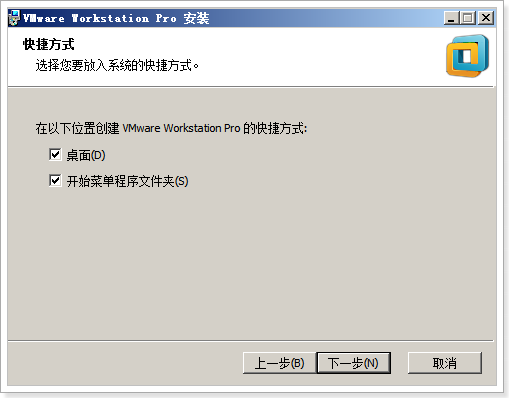 VMware Workstation Pro 安装
快捷方式
选择您要放入系统的快捷方式。
在以下位置创建 VMware Workstation Pro 的快捷方式:
桌面(D)
开始菜单程序文件夹(S)
上一步(B) 下一步(N) 取消